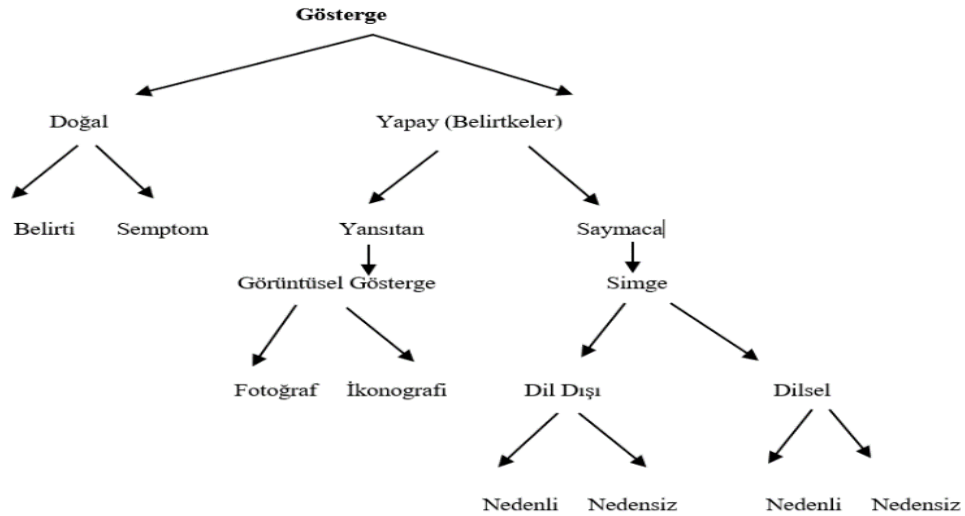 Gösterge
Doğal Yapay (Belirtkeler)
Belirti Semptom Yansıtan Saymaca
Görüntüsel Gösterge Simge
Fotoğraf İkonografi Dil Dışı Dilsel
Nedenli Nedensiz Nedenli Nedensiz